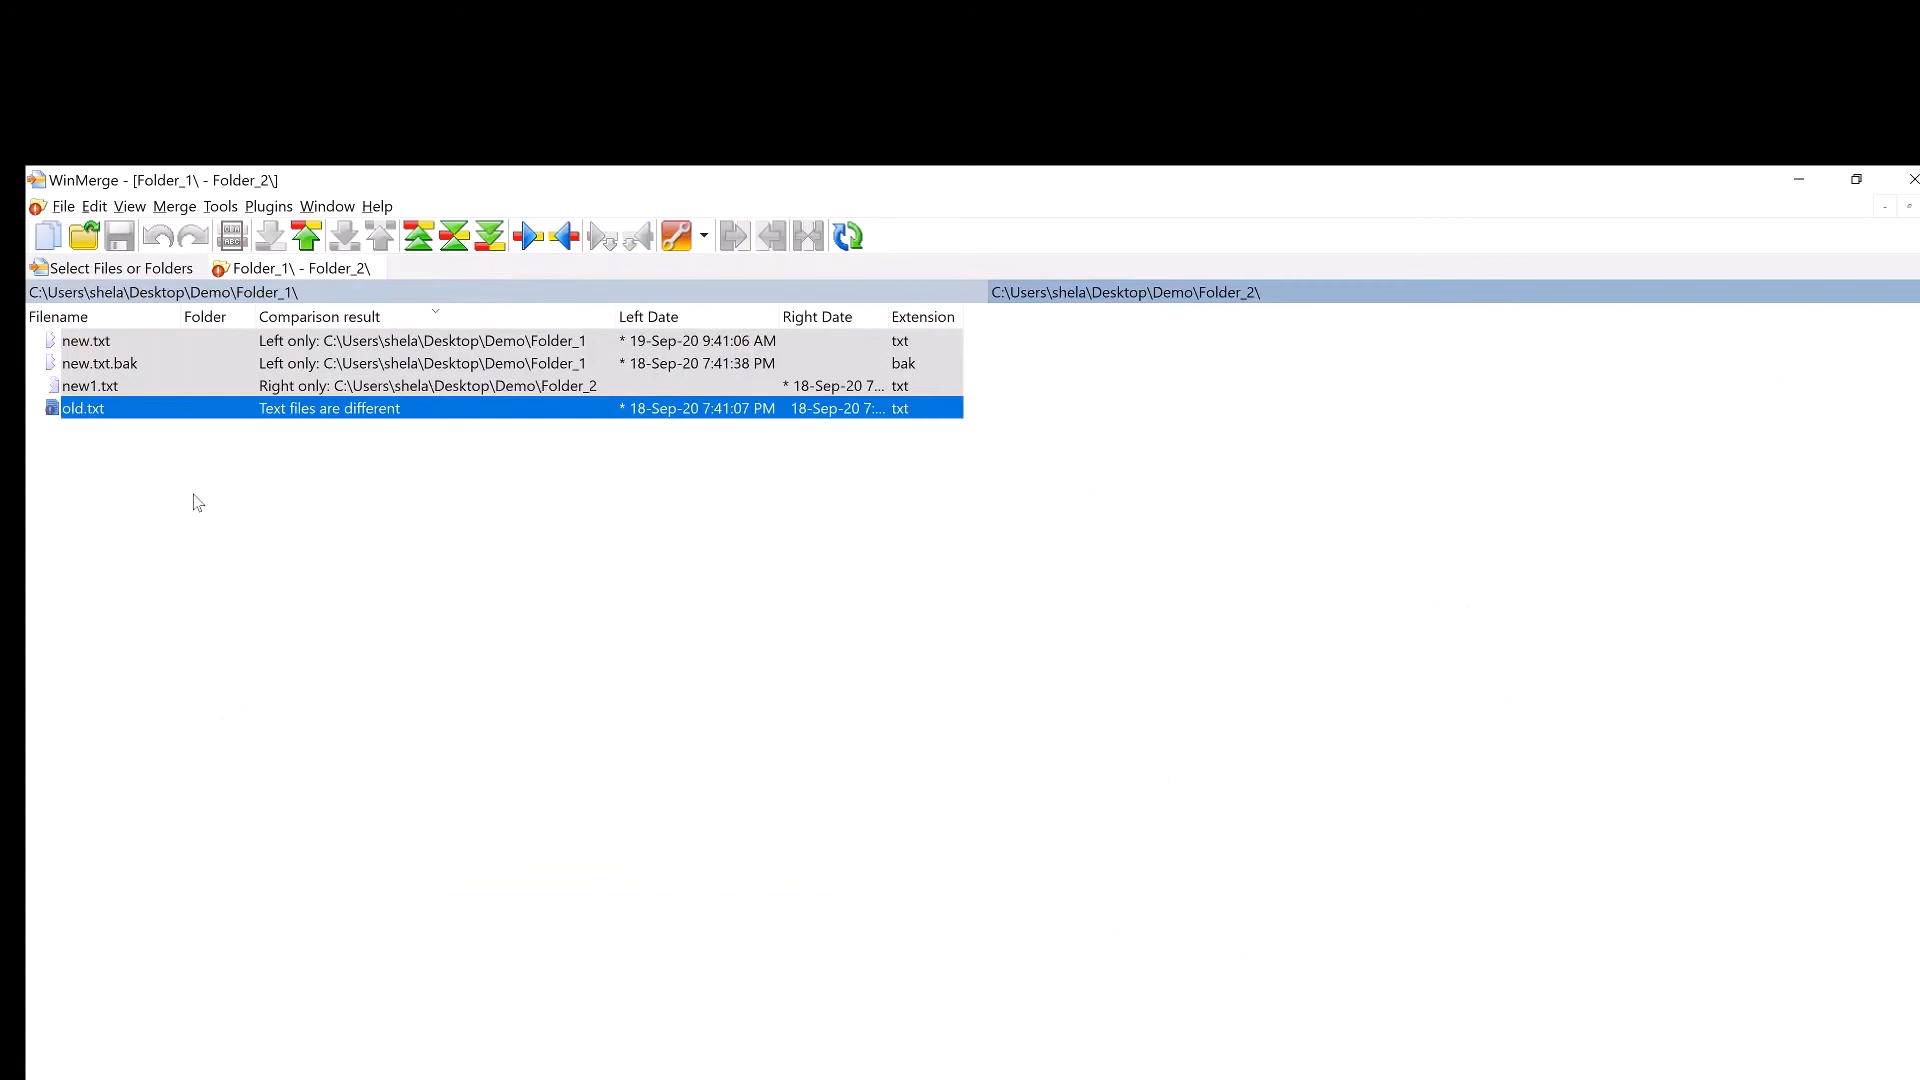 WinMerge - [Folder_1\ - Folder_2\]
File Edit View Merge Tools Plugins Window Help
Select Files or Folders Folder_1\ - Folder_2\
C:\Users\shela\Desktop\Demo\Folder_1\ C:\Users\shela\Desktop\Demo\Folder_2\
Filename Folder Comparison result Left Date Right Date Extension
new.txt Left only: C:\Users\shela\Desktop\Demo\Folder_1 * 19-Sep-20 9:41:06 AM txt
new.txt.bak Left only: C:\Users\shela\Desktop\Demo\Folder_1 * 18-Sep-20 7:41:38 PM bak
new1.txt Right only: C:\Users\shela\Desktop\Demo\Folder_2 * 18-Sep-20 7... txt
old.txt Text files are different * 18-Sep-20 7:41:07 PM 18-Sep-20 7:... txt